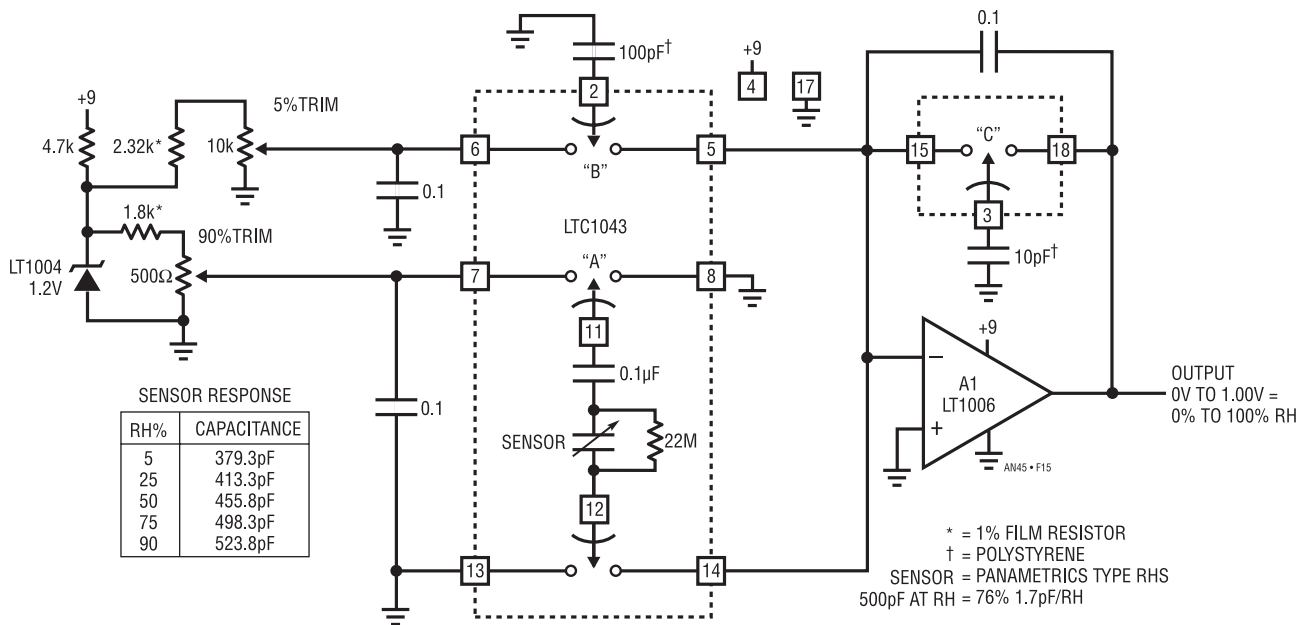 0.1
100pF†
+9
4
17
2
+9
5%TRIM
4.7k
2.32k*
10k
6
"B"
5
15
"C"
18
0.1
3
10pF†
1.8k*
90%TRIM
LTC1043
LT1004
1.2V
500Ω
7
"A"
8
11
+9
0.1µF
A1
LT1006
−
+
OUTPUT
0V TO 1.00V =
0% TO 100% RH
AN45 • F15
SENSOR RESPONSE
RH% CAPACITANCE
5 379.3pF
25 413.3pF
50 455.8pF
75 498.3pF
90 523.8pF
0.1
SENSOR
22M
12
13
14
* = 1% FILM RESISTOR
† = POLYSTYRENE
SENSOR = PANAMETRICS TYPE RHS
500pF AT RH = 76% 1.7pF/RH